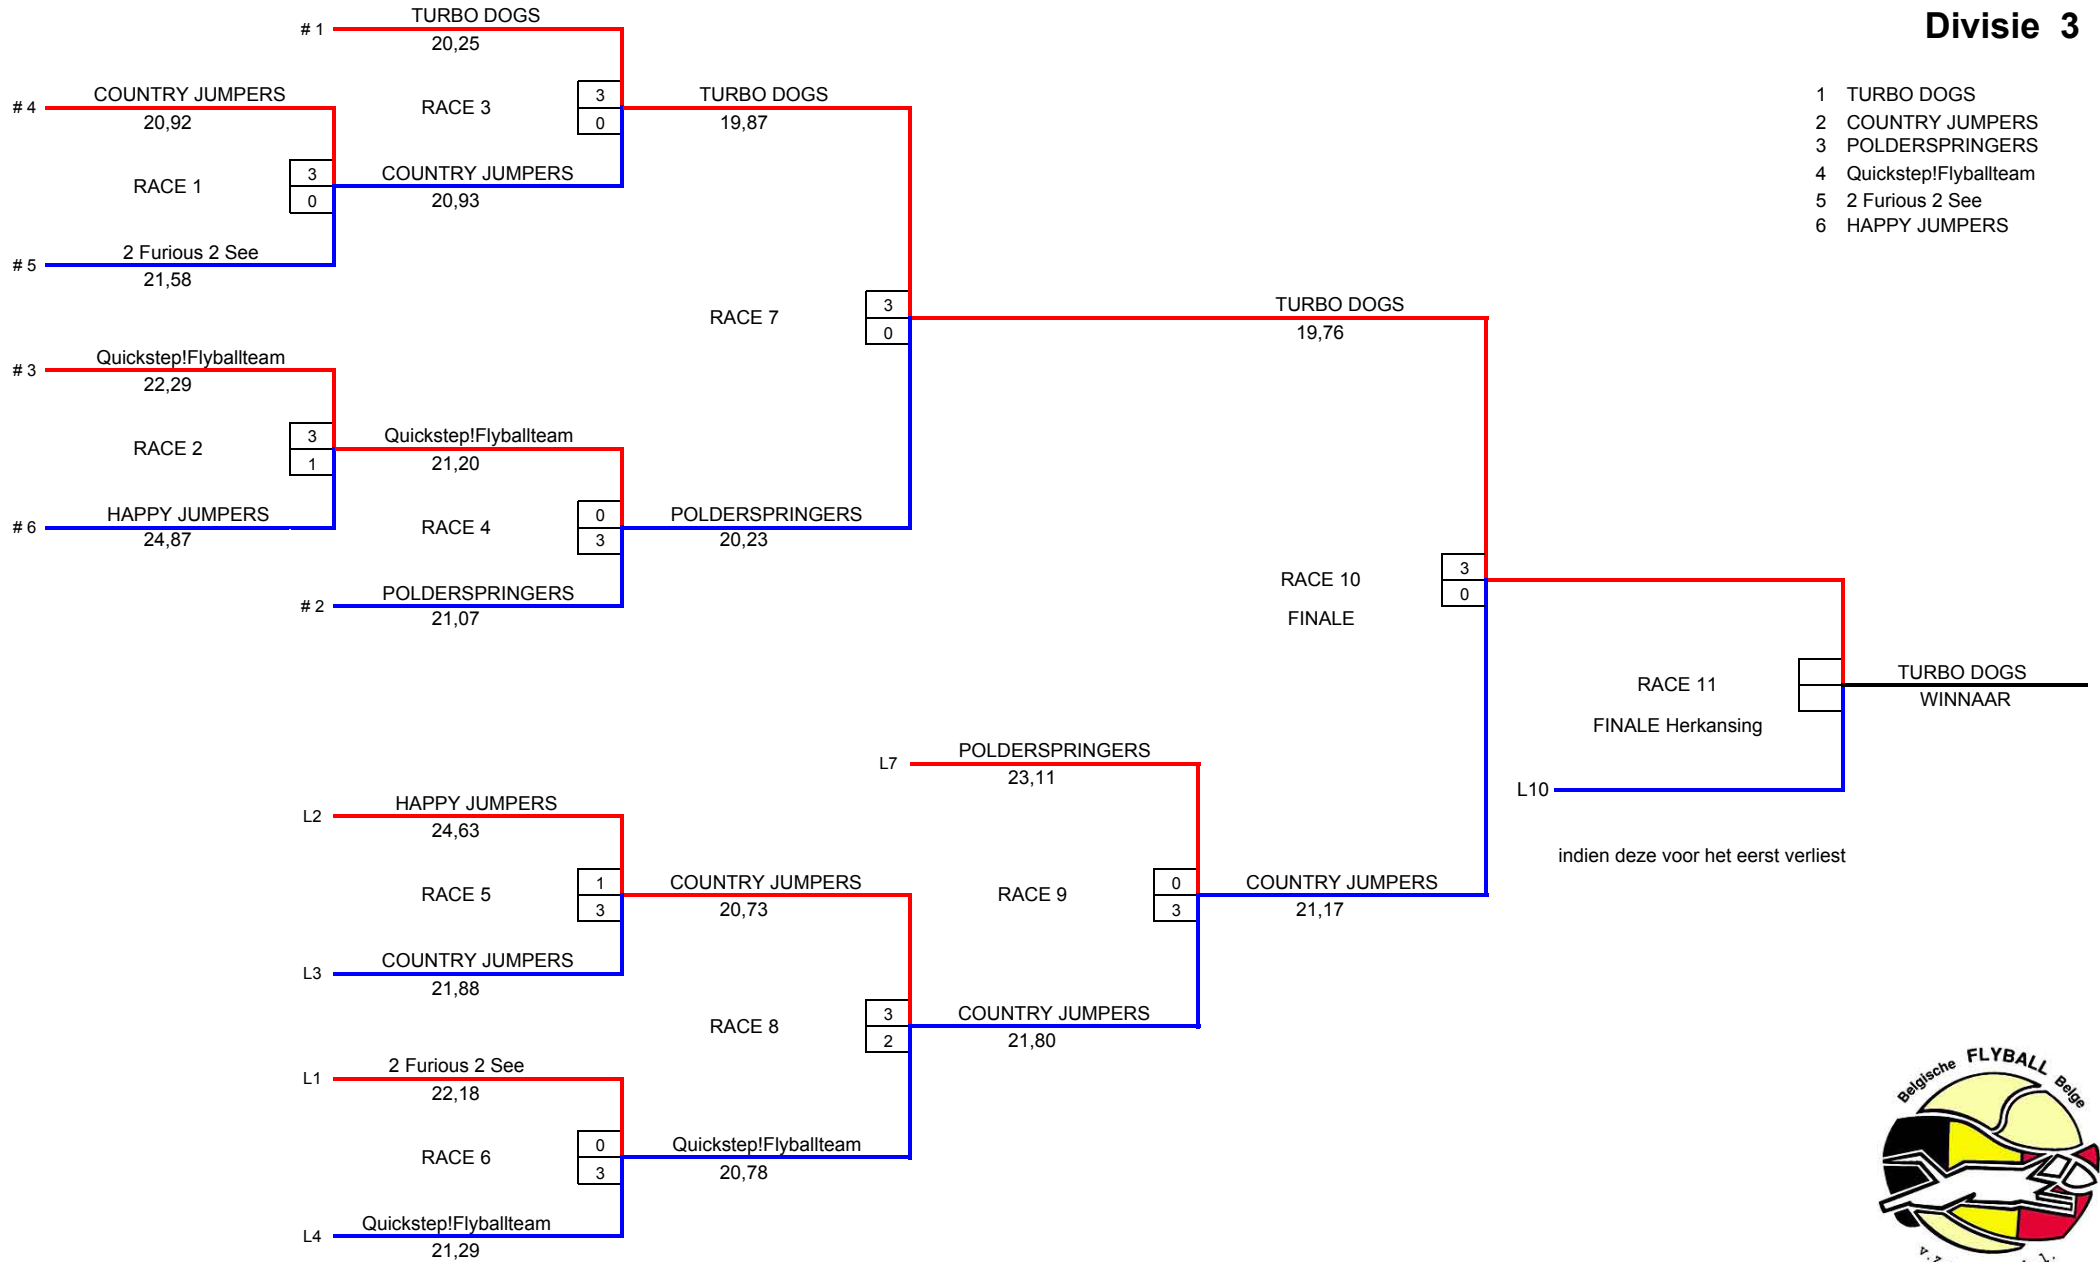 Divisie 3
1 TURBO DOGS
2 COUNTRY JUMPERS
3 POLDERSPRINGERS
4 Quickstep!Flyballteam
5 2 Furious 2 See
6 HAPPY JUMPERS
# 1
TURBO DOGS
20,25
# 4
COUNTRY JUMPERS
20,92
RACE 3
3
0
TURBO DOGS
19,87
RACE 1
3
0
COUNTRY JUMPERS
20,93
# 5
2 Furious 2 See
21,58
RACE 7
3
0
TURBO DOGS
19,76
# 3
Quickstep!Flyballteam
22,29
RACE 2
3
1
Quickstep!Flyballteam
21,20
# 6
HAPPY JUMPERS
24,87
RACE 4
0
3
POLDERSPRINGERS
20,23
# 2
POLDERSPRINGERS
21,07
RACE 10
FINALE
3
0
RACE 11
FINALE Herkansing
TURBO DOGS
WINNAAR
L10
indien deze voor het eerst verliest
L7
POLDERSPRINGERS
23,11
L2
HAPPY JUMPERS
24,63
RACE 5
1
3
COUNTRY JUMPERS
20,73
RACE 9
0
3
COUNTRY JUMPERS
21,17
L3
COUNTRY JUMPERS
21,88
RACE 8
3
2
COUNTRY JUMPERS
21,80
L1
2 Furious 2 See
22,18
RACE 6
0
3
Quickstep!Flyballteam
20,78
L4
Quickstep!Flyballteam
21,29
Belgische FLYBALL Belge